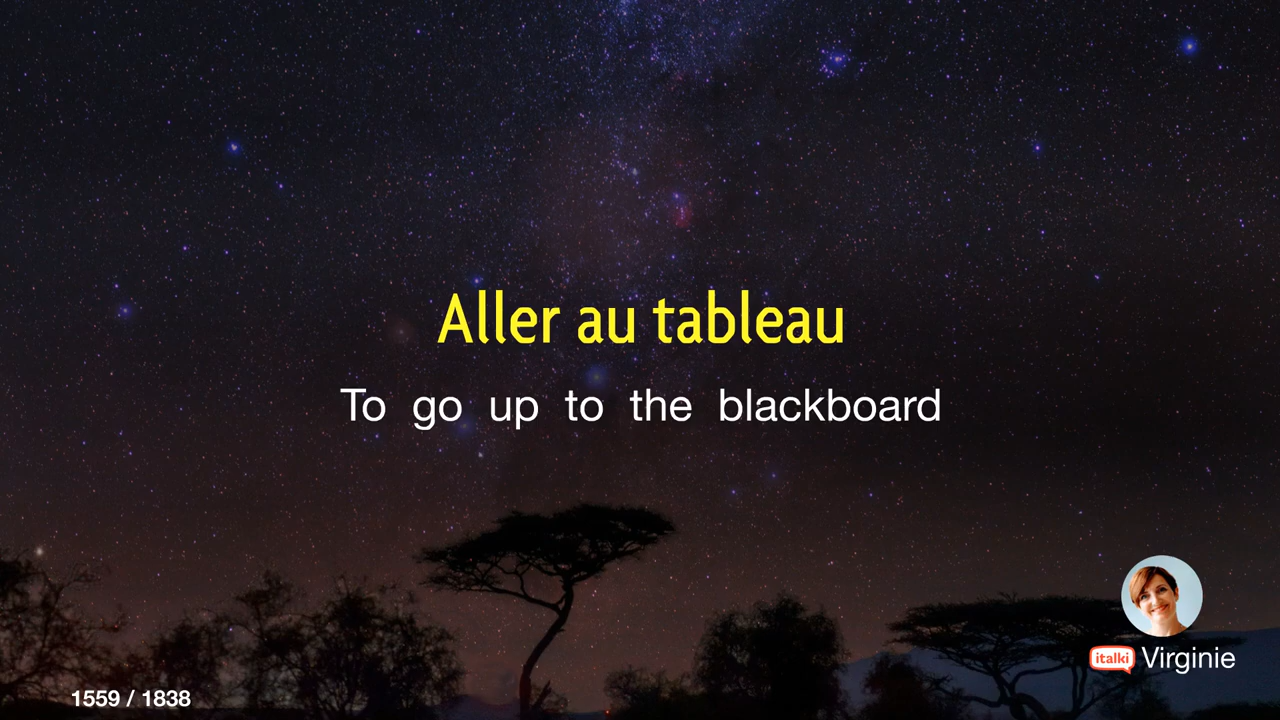 Aller au tableau
To go up to the blackboard
italki Virginie
1559 / 1838